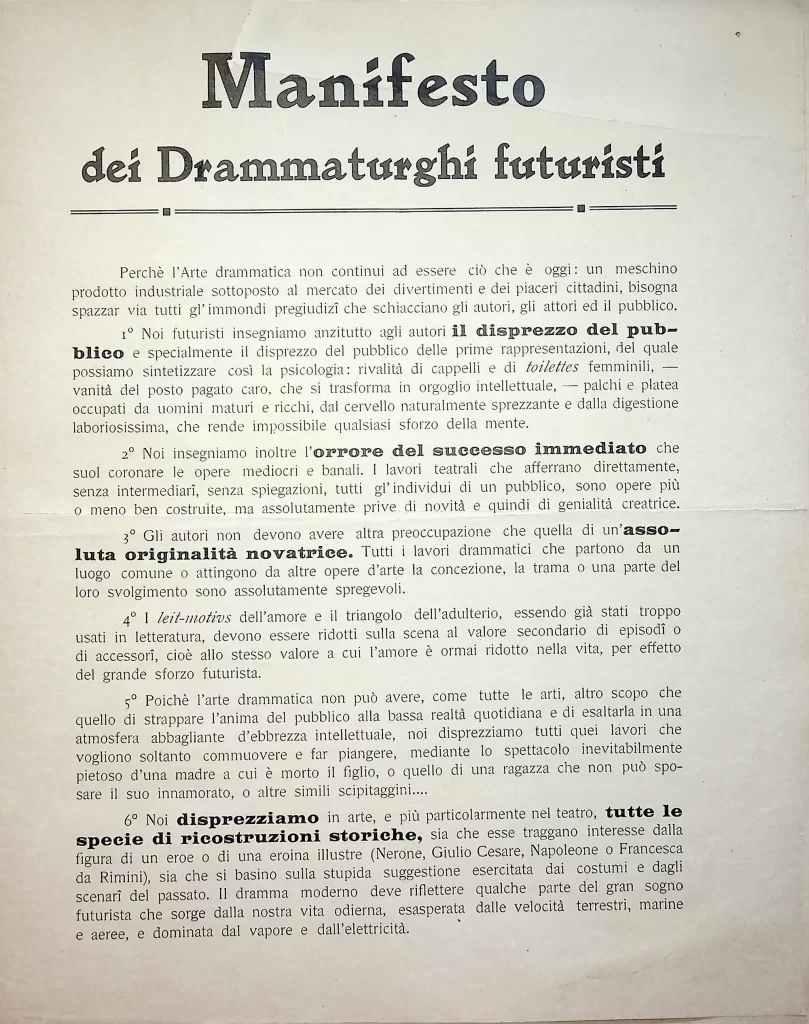 Manifesto
dei Drammaturghi futuristi
Perchè l'Arte drammatica non continui ad essere ciò che è oggi: un meschino
prodotto industriale sottoposto al mercato dei divertimenti e dei piaceri cittadini, bisogna
spazzar via tutti gl'immondi pregiudizî che schiacciano gli autori, gli attori ed il pubblico.
1° Noi futuristi insegniamo anzitutto agli autori il disprezzo del pub-
blico e specialmente il disprezzo del pubblico delle prime rappresentazioni, del quale
possiamo sintetizzare così la psicologia: rivalità di cappelli e di toilettes femminili, —
vanità del posto pagato caro, che si trasforma in orgoglio intellettuale, — palchi e platea
occupati da uomini maturi e ricchi, dal cervello naturalmente sprezzante e dalla digestione
laboriosissima, che rende impossibile qualsiasi sforzo della mente.
2° Noi insegniamo inoltre l'orrore del successo immediato che
suol coronare le opere mediocri e banali. I lavori teatrali che afferrano direttamente,
senza intermediarî, senza spiegazioni, tutti gl'individui di un pubblico, sono opere più
o meno ben costruite, ma assolutamente prive di novità e quindi di genialità creatrice.
3° Gli autori non devono avere altra preoccupazione che quella di un'asso-
luta originalità novatrice. Tutti i lavori drammatici che partono da un
luogo comune o attingono da altre opere d'arte la concezione, la trama o una parte del
loro svolgimento sono assolutamente spregevoli.
4° I leit-motivs dell'amore e il triangolo dell'adulterio, essendo già stati troppo
usati in letteratura, devono essere ridotti sulla scena al valore secondario di episodî o
di accessorî, cioè allo stesso valore a cui l'amore è ormai ridotto nella vita, per effetto
del grande sforzo futurista.
5° Poichè l'arte drammatica non può avere, come tutte le arti, altro scopo che
quello di strappare l'anima del pubblico alla bassa realtà quotidiana e di esaltarla in una
atmosfera abbagliante d'ebbrezza intellettuale, noi disprezziamo tutti quei lavori che
vogliono soltanto commuovere e far piangere, mediante lo spettacolo inevitabilmente
pietoso d'una madre a cui è morto il figlio, o quello di una ragazza che non può spo-
sare il suo innamorato, o altre simili scipitaggini....
6° Noi disprezziamo in arte, e più particolarmente nel teatro, tutte le
specie di ricostruzioni storiche, sia che esse traggano interesse dalla
figura di un eroe o di una eroina illustre (Nerone, Giulio Cesare, Napoleone o Francesca
da Rimini), sia che si basino sulla stupida suggestione esercitata dai costumi e dagli
scenarî del passato. Il dramma moderno deve riflettere qualche parte del gran sogno
futurista che sorge dalla nostra vita odierna, esasperata dalle velocità terrestri, marine
e aeree, e dominata dal vapore e dall'elettricità.